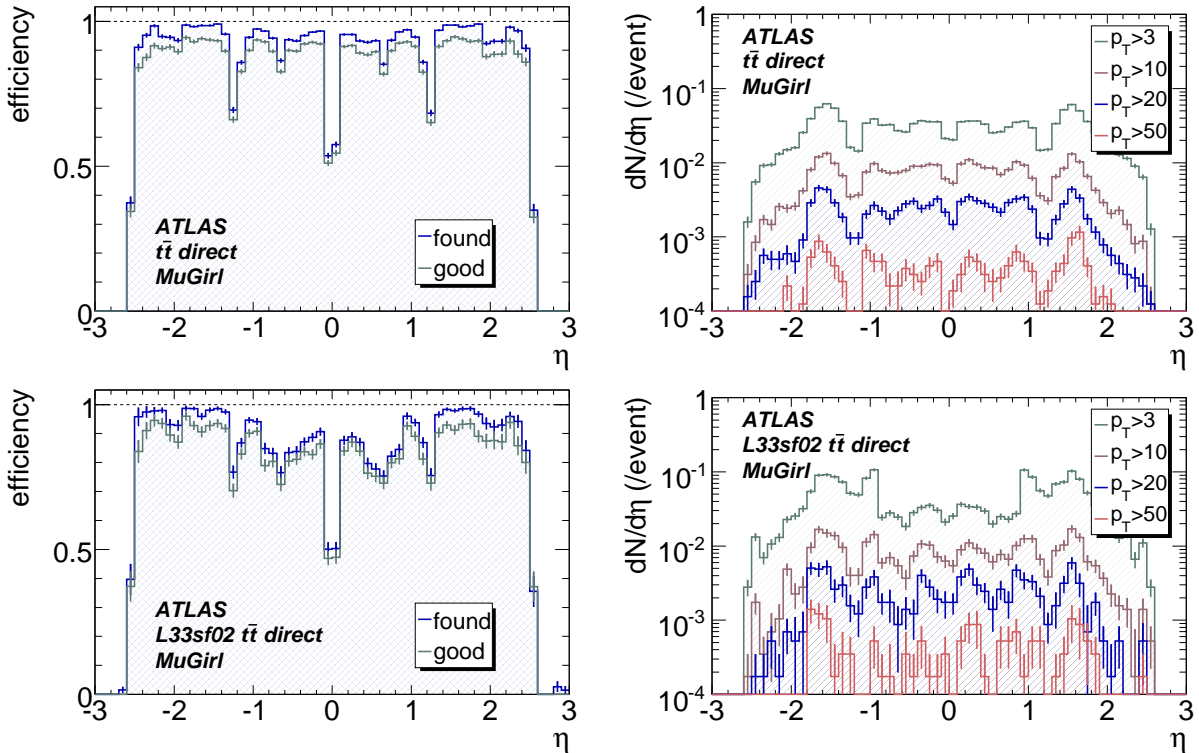 efficiency
1
0.5
0
ATLAS
tt̄ direct
MuGirl
found
good
-3 -2 -1 0 1 2 3
η
dN/dη (/event)
1
10⁻¹
10⁻²
10⁻³
10⁻⁴
ATLAS
tt̄ direct
MuGirl
p_T>3
p_T>10
p_T>20
p_T>50
-3 -2 -1 0 1 2 3
η
efficiency
1
0.5
0
ATLAS
L33sf02 tt̄ direct
MuGirl
found
good
-3 -2 -1 0 1 2 3
η
dN/dη (/event)
1
10⁻¹
10⁻²
10⁻³
10⁻⁴
ATLAS
L33sf02 tt̄ direct
MuGirl
p_T>3
p_T>10
p_T>20
p_T>50
-3 -2 -1 0 1 2 3
η